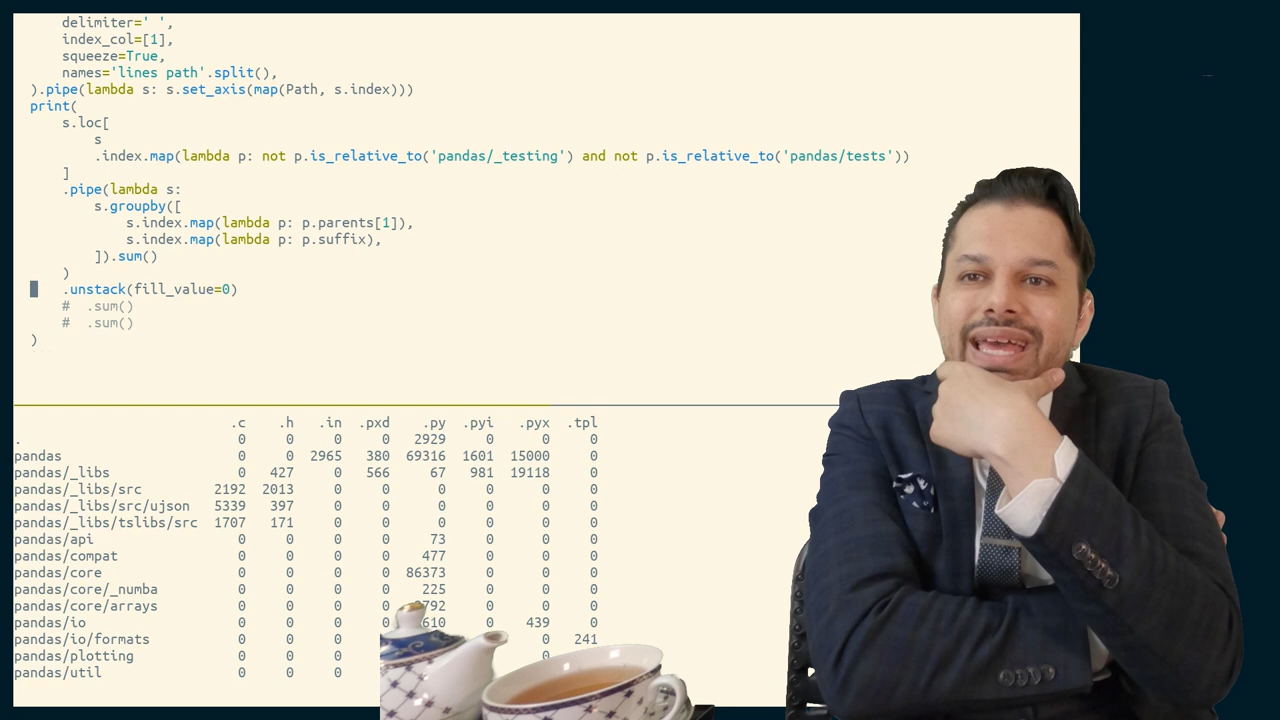 delimiter=' ',
index_col=[1],
squeeze=True,
names='lines path'.split(),
).pipe(lambda s: s.set_axis(map(Path, s.index)))
print(
s.loc[
s
.index.map(lambda p: not p.is_relative_to('pandas/_testing') and not p.is_relative_to('pandas/tests'))
]
.pipe(lambda s:
s.groupby([
s.index.map(lambda p: p.parents[1]),
s.index.map(lambda p: p.suffix),
]).sum()
)
.unstack(fill_value=0)
# .sum()
# .sum()
)
.c .h .in .pxd .py .pyi .pyx .tpl
. 0 0 0 0 2929 0 0 0
pandas 0 0 2965 380 69316 1601 15000 0
pandas/_libs 0 427 0 566 67 981 19118 0
pandas/_libs/src 2192 2013 0 0 0 0 0 0
pandas/_libs/src/ujson 5339 397 0 0 0 0 0 0
pandas/_libs/tslibs/src 1707 171 0 0 0 0 0 0
pandas/api 0 0 0 0 73 0 0 0
pandas/compat 0 0 0 0 477 0 0 0
pandas/core 0 0 0 0 86373 0 0 0
pandas/core/_numba 0 0 0 0 225 0 0 0
pandas/core/arrays 0 0 0 0 792 0 0 0
pandas/io 0 0 0 610 0 439 0
pandas/io/formats 0 0 0 0 241
pandas/plotting 0 0 0 0
pandas/util 0 0 0